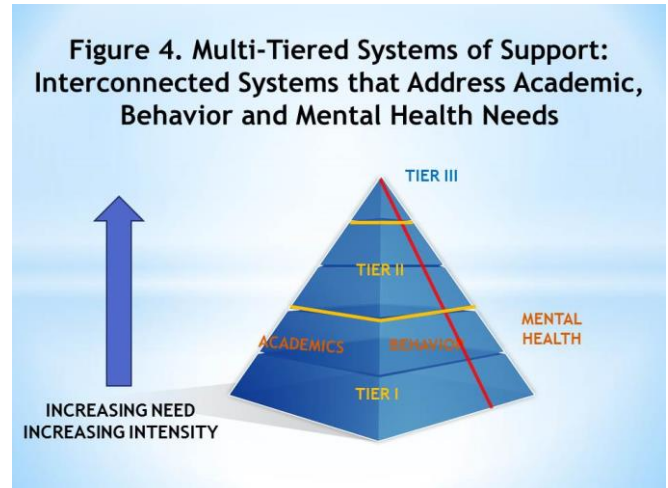 Figure 4. Multi-Tiered Systems of Support:
Interconnected Systems that Address Academic,
Behavior and Mental Health Needs
TIER III
TIER II
ACADEMICS
BEHAVIOR
MENTAL
HEALTH
TIER I
INCREASING NEED
INCREASING INTENSITY